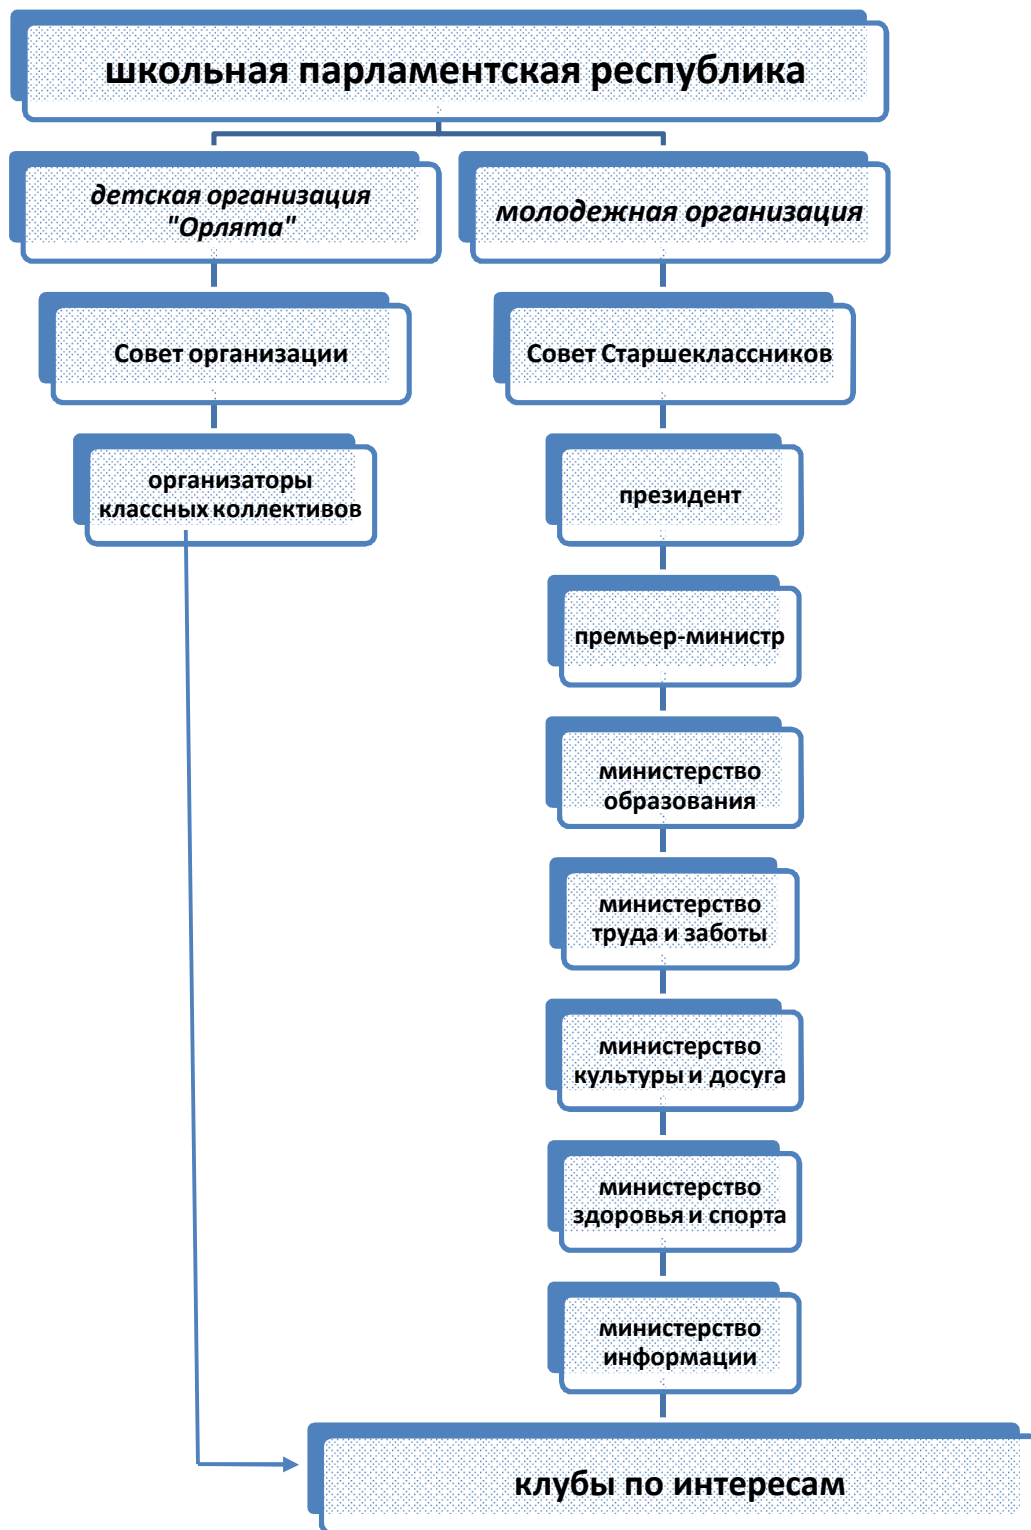 школьная парламентская республика
детская организация
"Орлята"
молодежная организация
Совет организации
Совет Старшеклассников
организаторы
классных коллективов
президент
премьер-министр
министерство
образования
министерство
труда и заботы
министерство
культуры и досуга
министерство
здоровья и спорта
министерство
информации
клубы по интересам